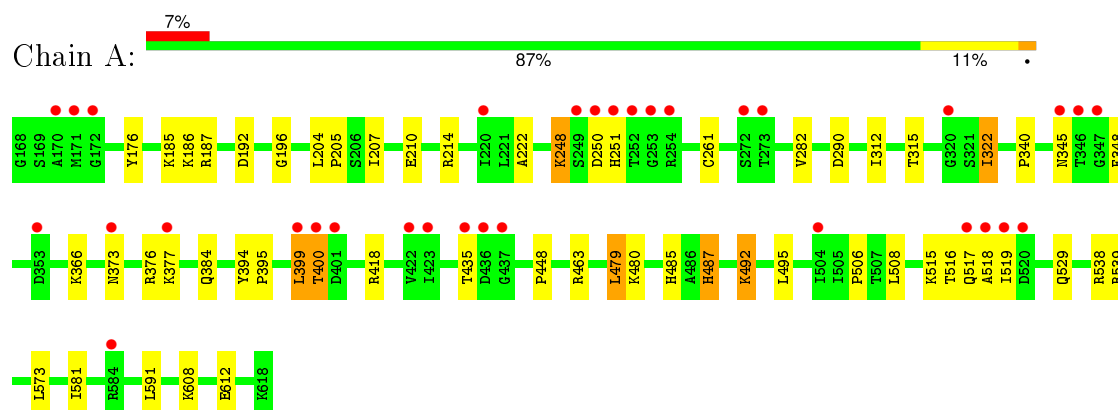 7%
Chain A:
87%
11%
•
G168 S169 A170 M171 G172 Y176 K185 K186 R187 D192 G196 L204 P205 S206 I207 E210 R214 I220 L221 A222 K248 S249 D250 H251 T252 G253 R254 C261 S272 T273 V282 D290 I312 T315 G320 S321 I322 P340 N345 T346 G347 F348
D353 K366 N373 R376 K377 Q384 Y394 P395 L399 T400 D401 R418 V422 I423 T435 D436 G437 P448 R463 L479 K480 H485 A486 H487 K492 L495 I504 I505 P506 T507 L508 K515 T516 Q517 A518 I519 D520 Q529 R538
L573 I581 R584 L591 K608 E612 K618